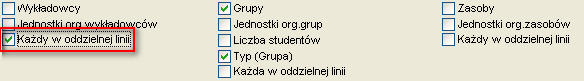 Wykładowcy
Jednostki org.wykładowców
Każdy w oddzielnej linii
Grupy
Jednostki org.grup
Liczba studentów
Typ (Grupa)
Każda w oddzielnej linii
Zasoby
Jednostki org.zasobów
Każdy w oddzielnej linii